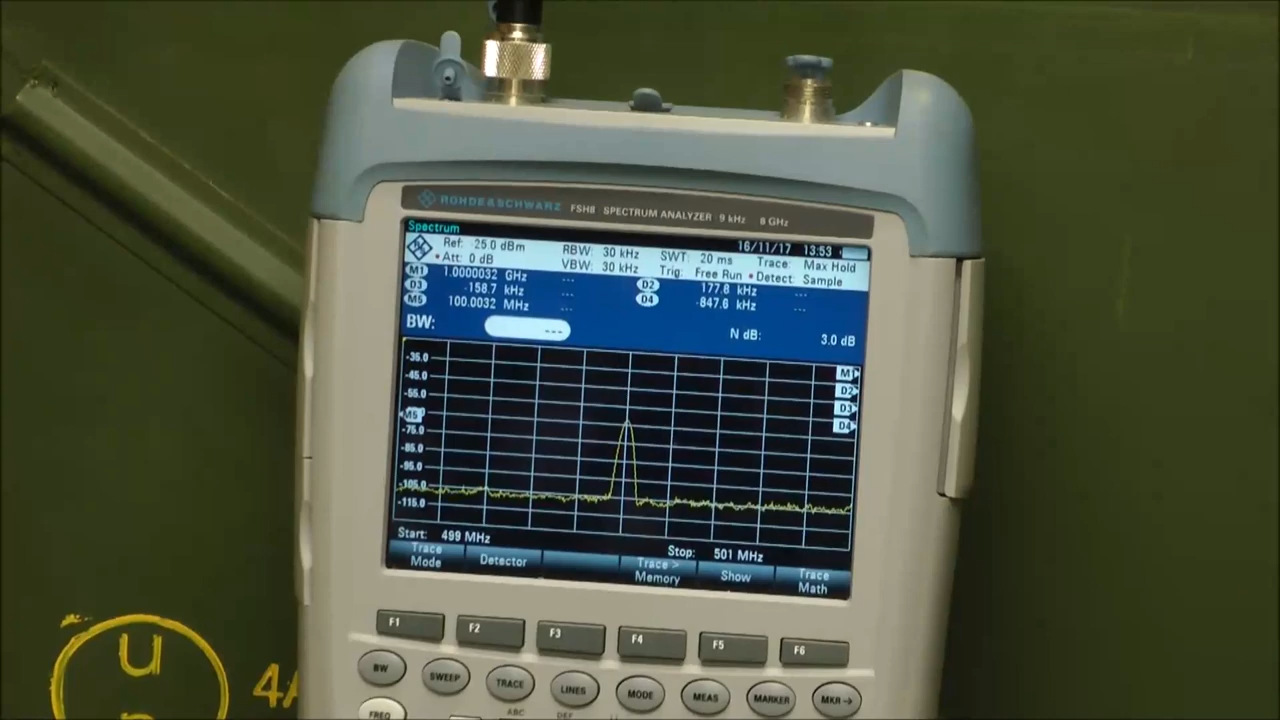 ROHDE&SCHWARZ FSH8 SPECTRUM ANALYZER 9 kHz 8 GHz
Spectrum 16/11/17 13:53
Ref: -25.0 dBm RBW: 30 kHz SWT: 20 ms Trace: Max Hold
Att: 0 dB VBW: 30 kHz Trig: Free Run Detect: Sample
M1 1.0000032 GHz --- D2 177.8 kHz ---
D3 -158.7 kHz --- D4 -847.6 kHz ---
M5 100.0032 MHz ---
BW: --- N dB: 3.0 dB
-35.0 M1
-45.0 D2
-55.0 D3
M5 D4
-75.0
-85.0
-95.0
-105.0
-115.0
Start: 499 MHz Stop: 501 MHz
Trace Mode Detector Trace > Memory Show Trace Math
F1 F2 F3 F4 F5 F6
BW SWEEP TRACE LINES MODE MEAS MARKER MKR→
FREQ ABC DEF
U 4A